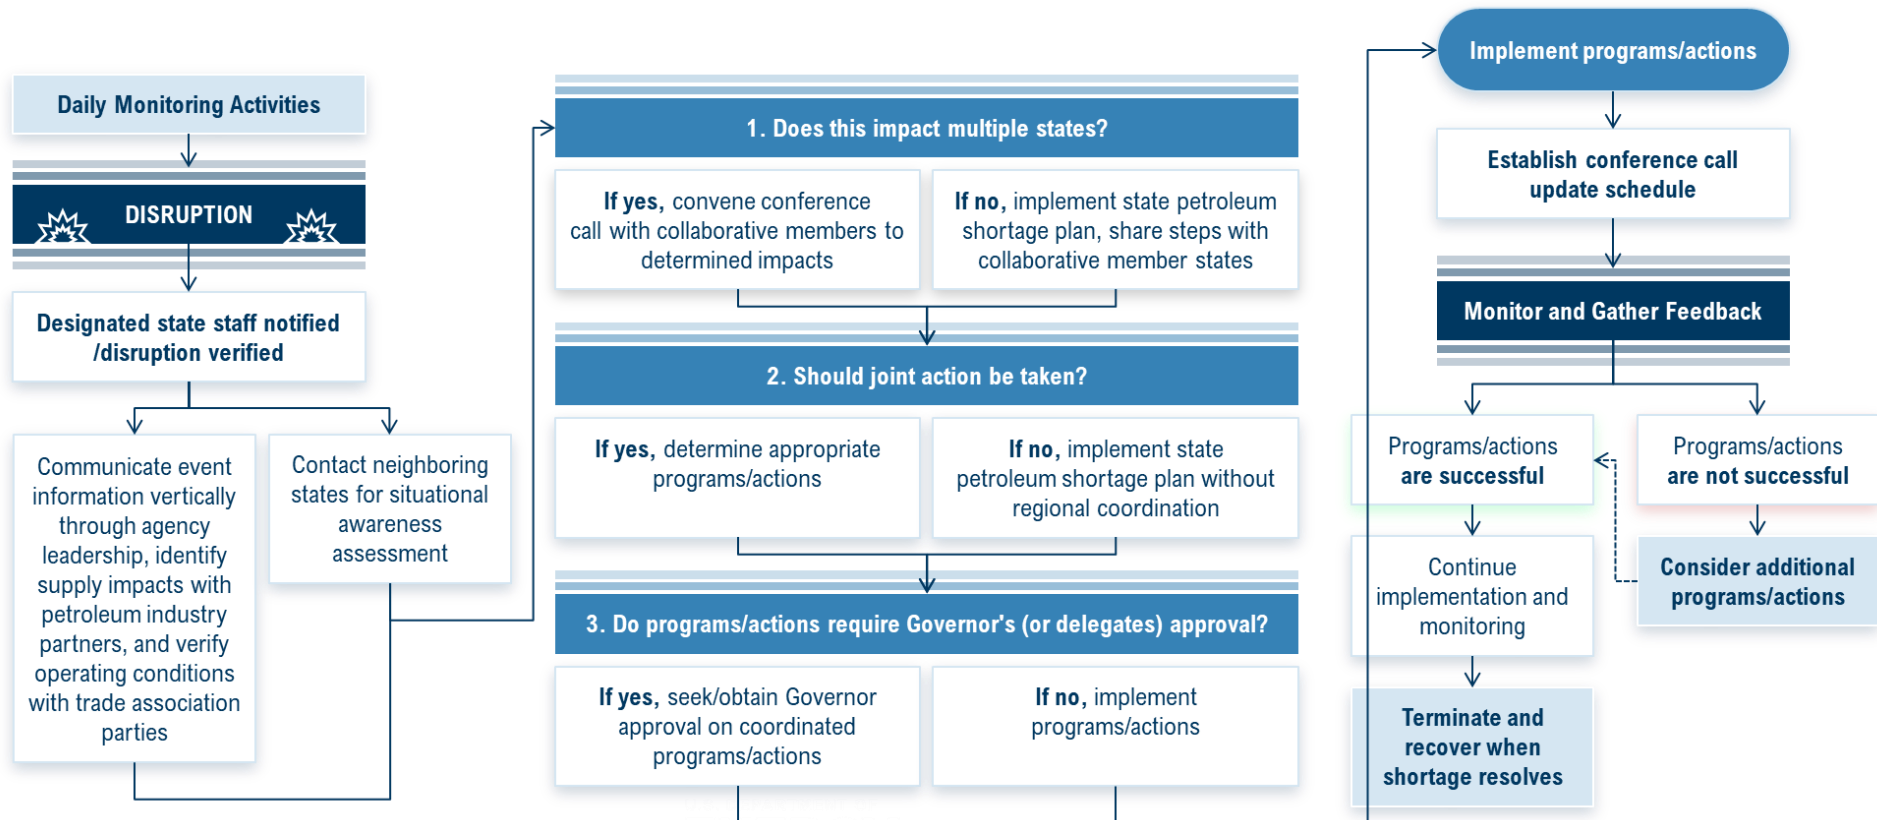 Daily Monitoring Activities
DISRUPTION
Designated state staff notified
/disruption verified
Communicate event
information vertically
through agency
leadership, identify
supply impacts with
petroleum industry
partners, and verify
operating conditions
with trade association
parties
Contact neighboring
states for situational
awareness
assessment
1. Does this impact multiple states?
If yes, convene conference
call with collaborative members to
determined impacts
If no, implement state petroleum
shortage plan, share steps with
collaborative member states
2. Should joint action be taken?
If yes, determine appropriate
programs/actions
If no, implement state
petroleum shortage plan without
regional coordination
3. Do programs/actions require Governor's (or delegates) approval?
If yes, seek/obtain Governor
approval on coordinated
programs/actions
If no, implement
programs/actions
Implement programs/actions
Establish conference call
update schedule
Monitor and Gather Feedback
Programs/actions
are successful
Continue
implementation and
monitoring
Terminate and
recover when
shortage resolves
Programs/actions
are not successful
Consider additional
programs/actions